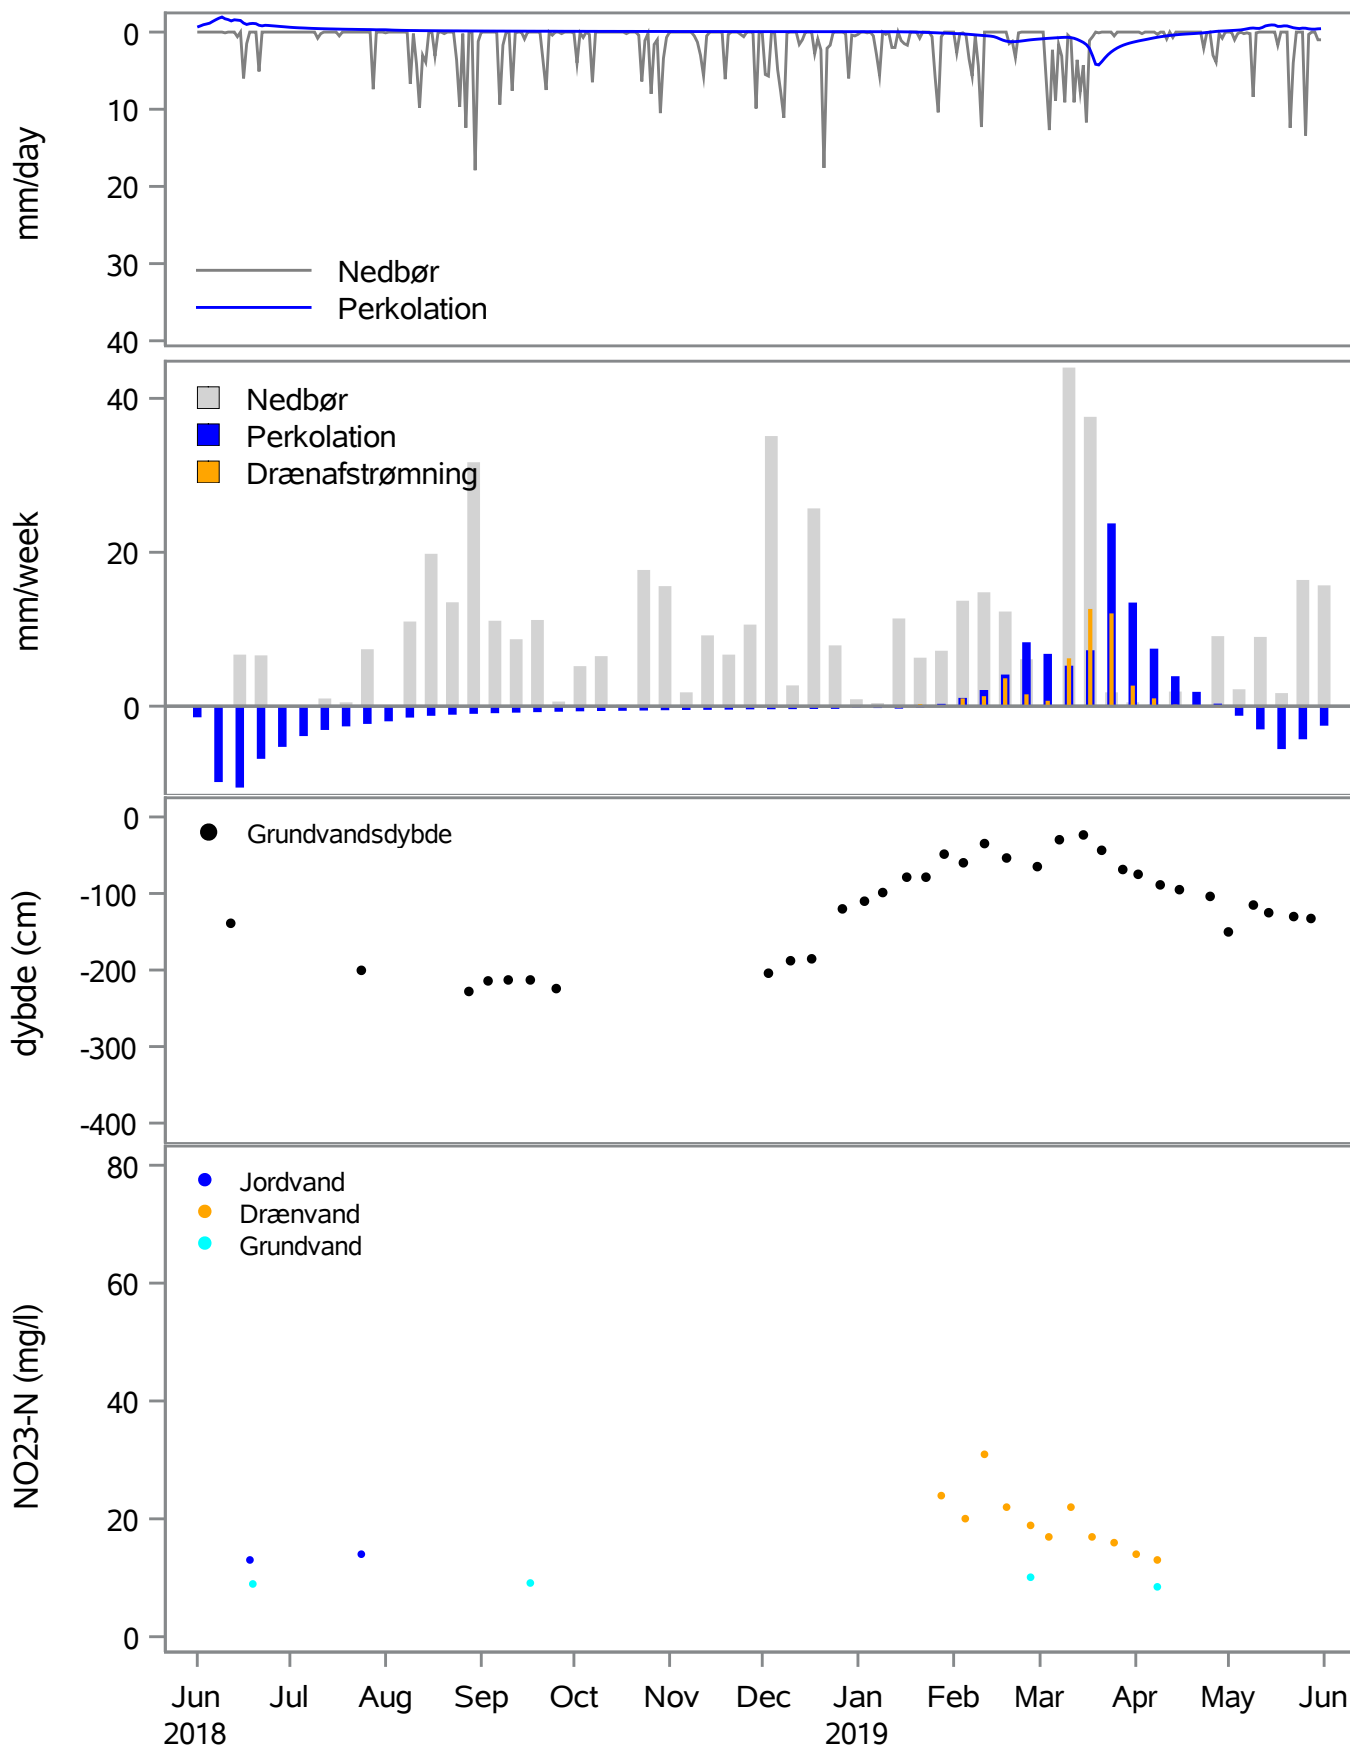 0
10
20
30
40
mm/day
Nedbør
Perkolation
40
20
0
mm/week
Nedbør
Perkolation
Drænafstrømning
0
-100
-200
-300
-400
dybde (cm)
Grundvandsdybde
80
60
40
20
0
NO23-N (mg/l)
Jordvand
Drænvand
Grundvand
Jun Jul Aug Sep Oct Nov Dec Jan Feb Mar Apr May Jun
2018 2019